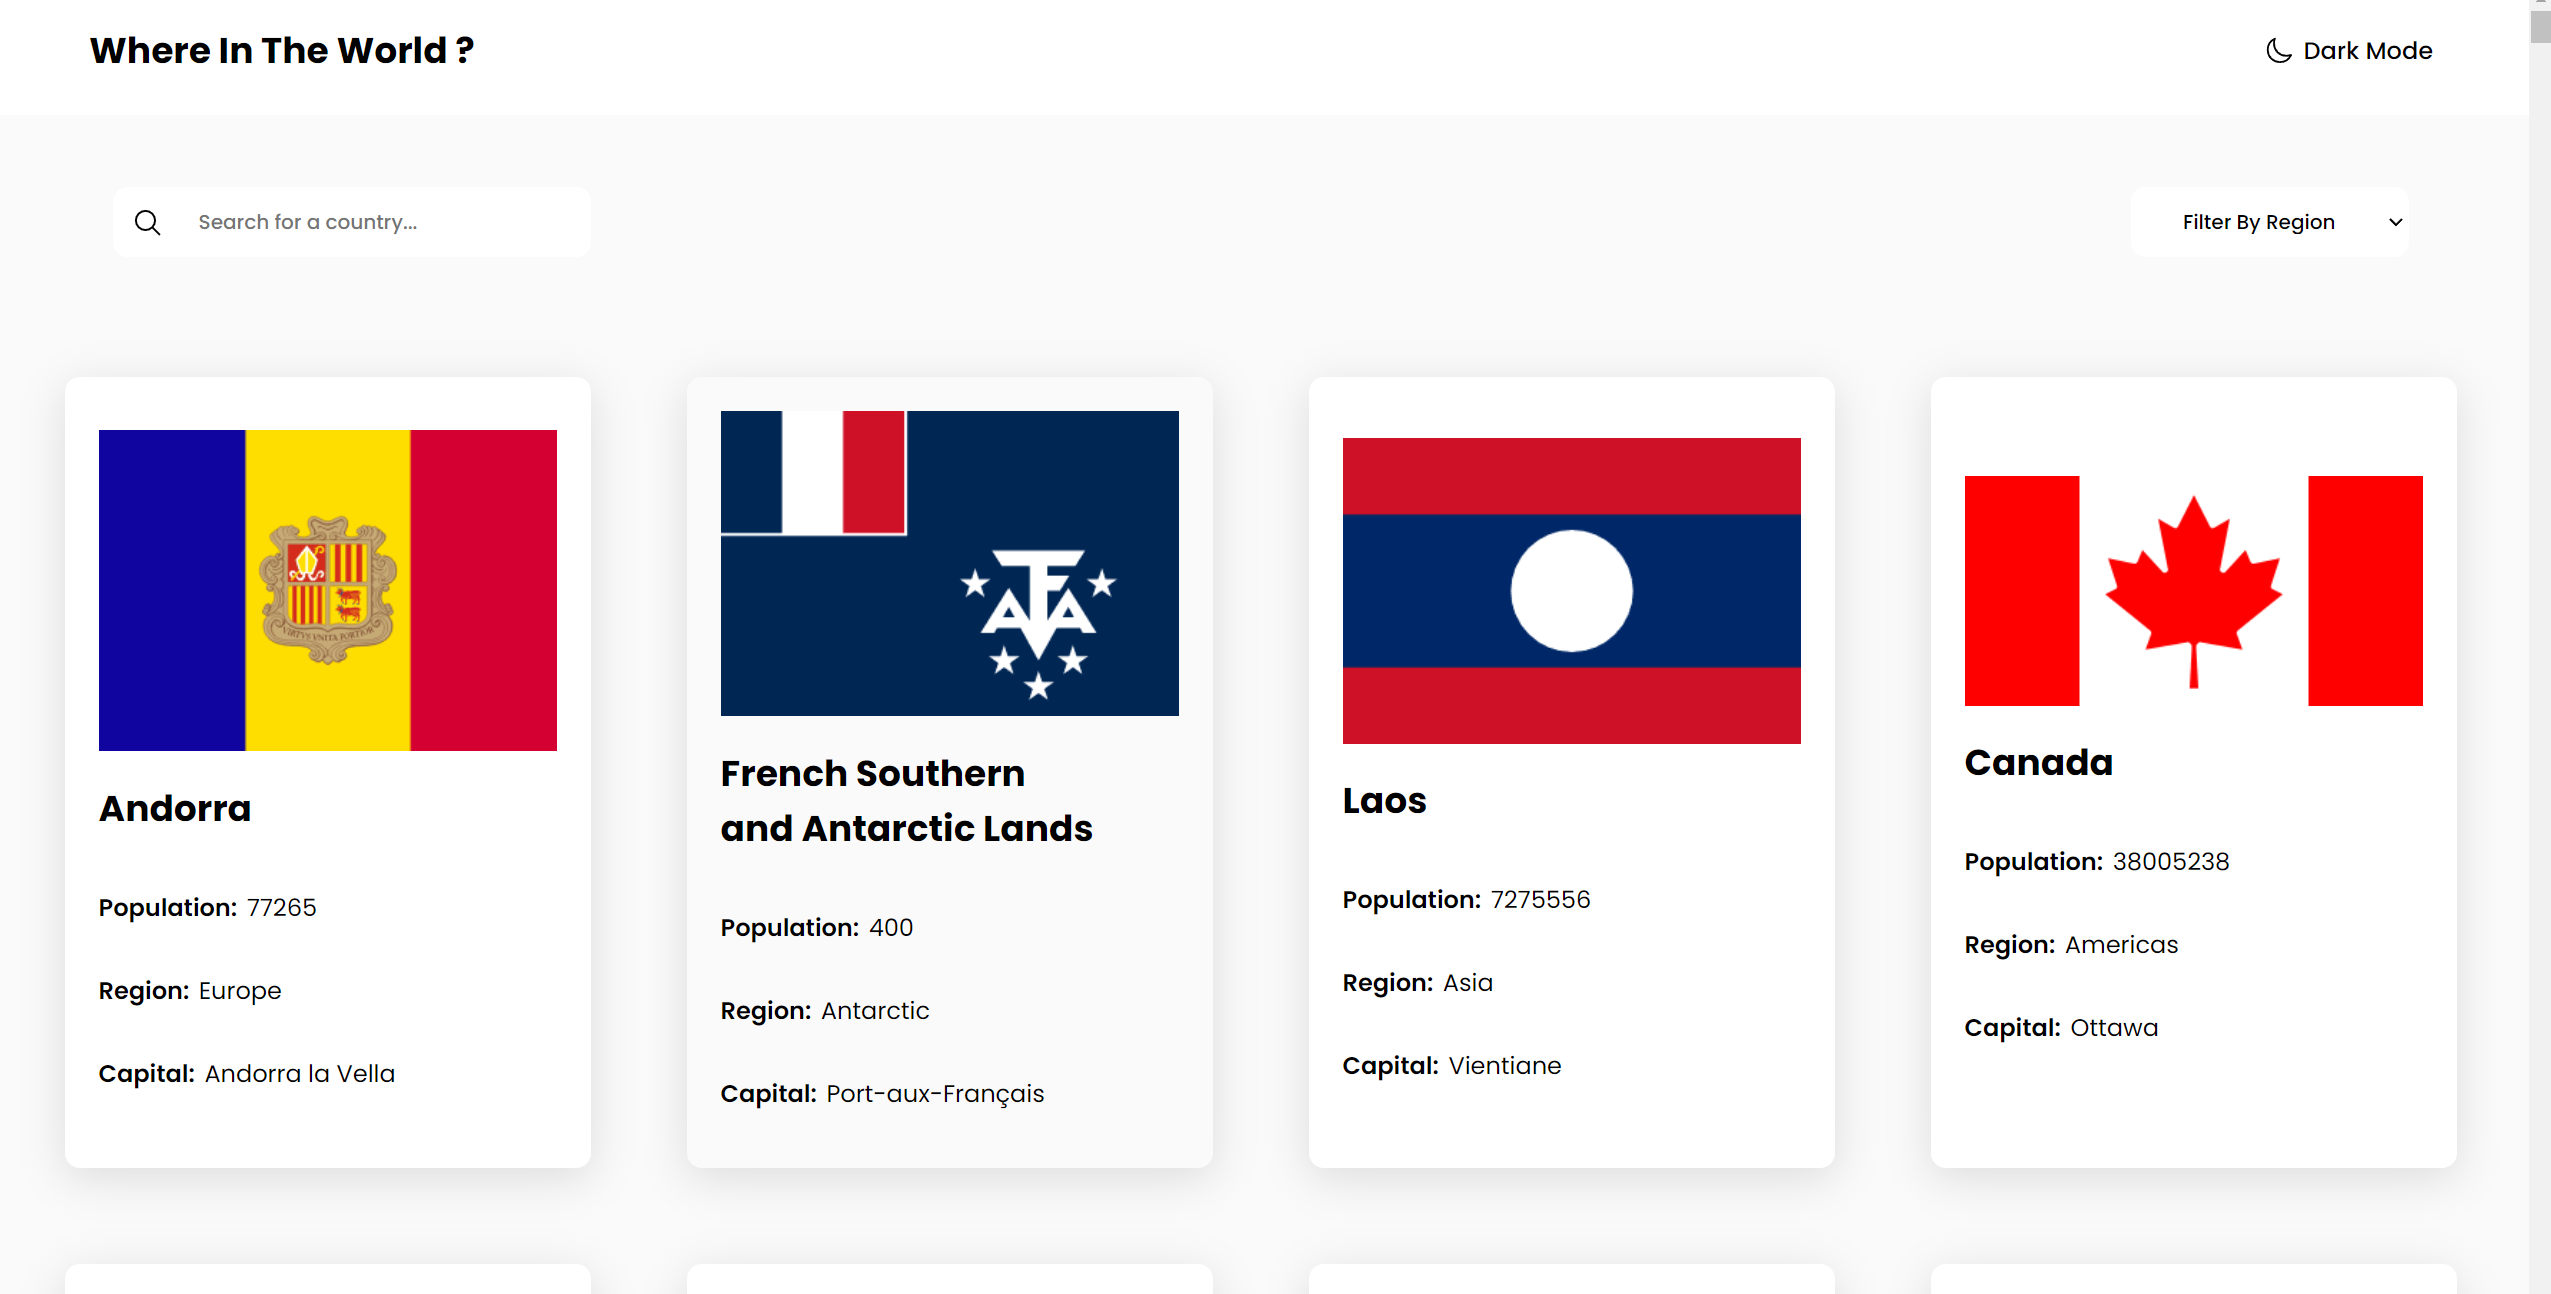 Where In The World ?
Dark Mode
Search for a country...
Filter By Region
VIRTVS VNITA FORTIOR
Andorra
Population: 77265
Region: Europe
Capital: Andorra la Vella
TAAF
French Southern
and Antarctic Lands
Population: 400
Region: Antarctic
Capital: Port-aux-Français
Laos
Population: 7275556
Region: Asia
Capital: Vientiane
Canada
Population: 38005238
Region: Americas
Capital: Ottawa